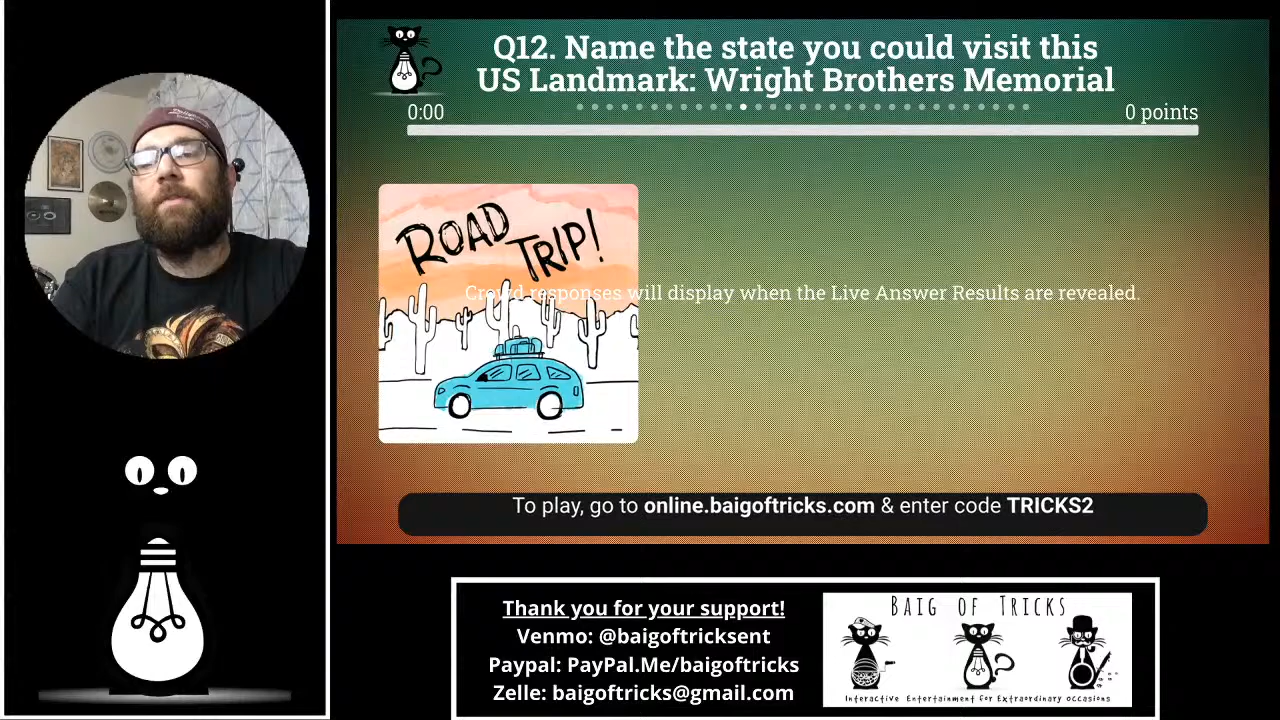 Q12. Name the state you could visit this
US Landmark: Wright Brothers Memorial
0:00
0 points
ROAD
TRIP!
Crowd responses will display when the Live Answer Results are revealed.
To play, go to online.baigoftricks.com & enter code TRICKS2
Thank you for your support!
Venmo: @baigoftricksent
Paypal: PayPal.Me/baigoftricks
Zelle: baigoftricks@gmail.com
BAIG OF TRICKS
Interactive Entertainment for Extraordinary occasions